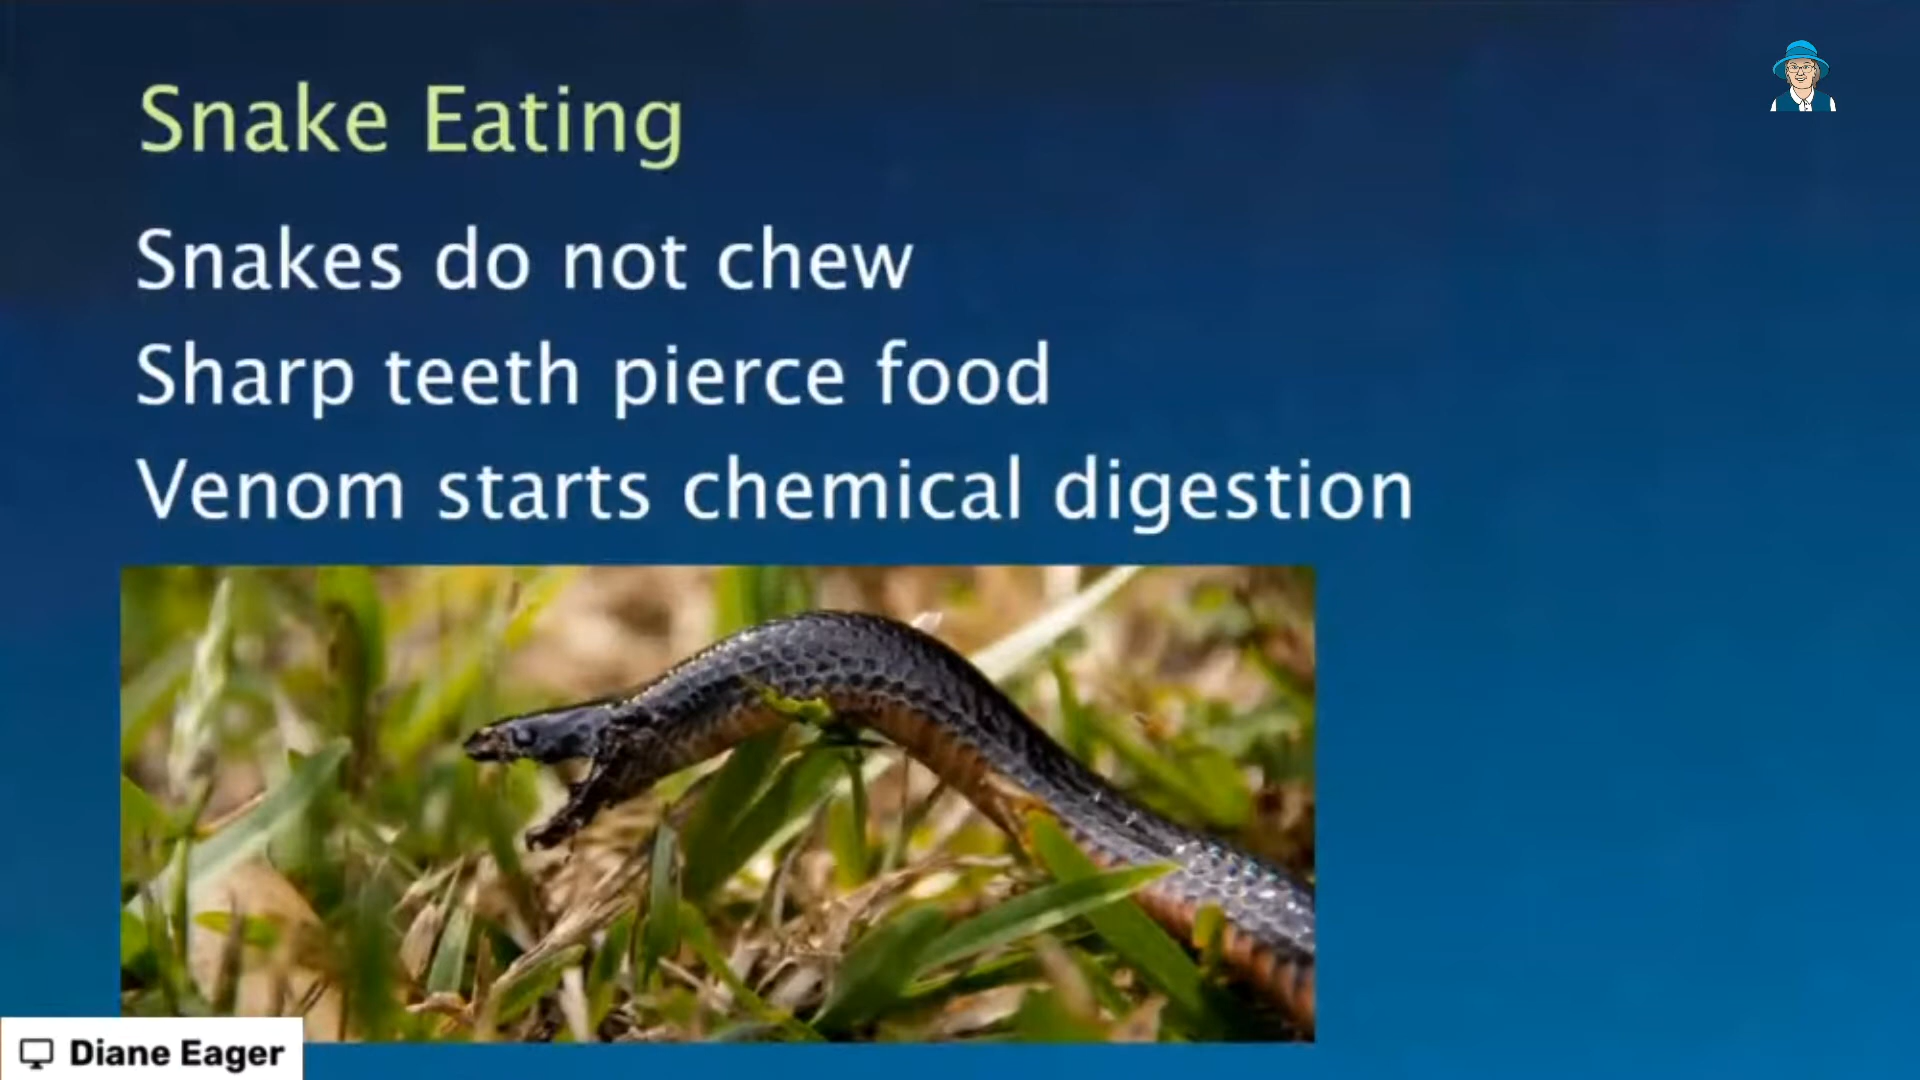 Snake Eating
Snakes do not chew
Sharp teeth pierce food
Venom starts chemical digestion
Diane Eager